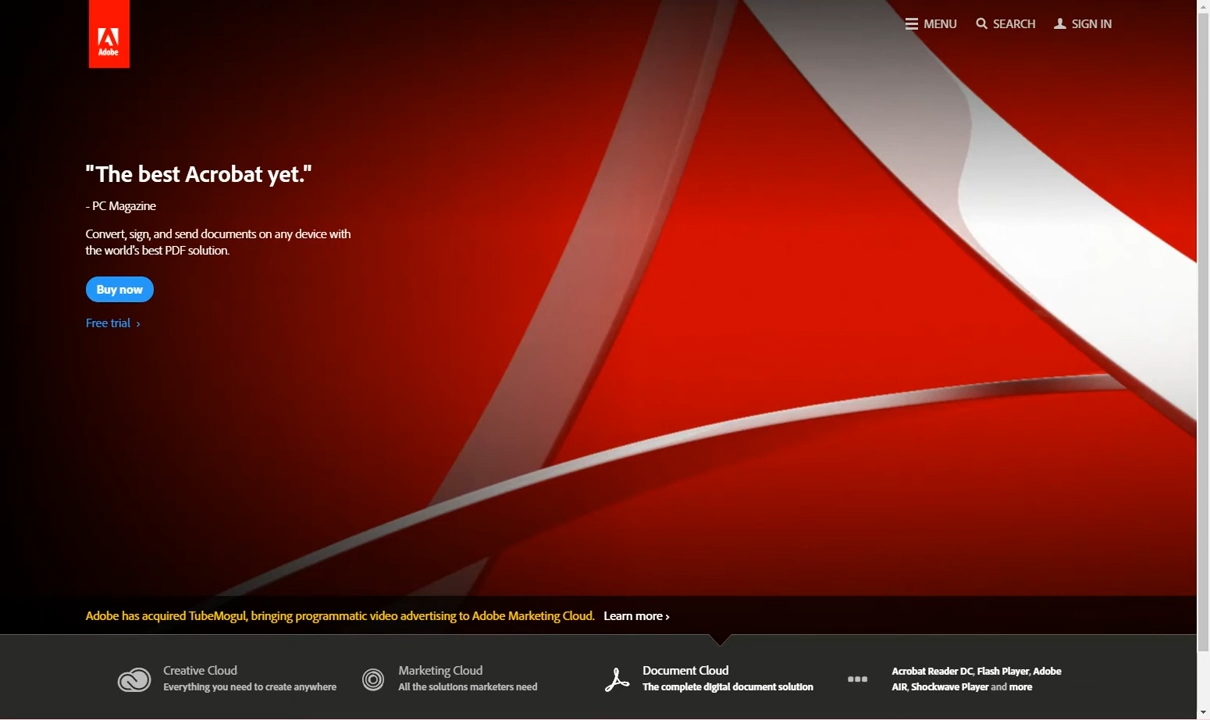 Adobe
MENU
SEARCH
SIGN IN
"The best Acrobat yet."
- PC Magazine
Convert, sign, and send documents on any device with
the world's best PDF solution.
Buy now
Free trial ›
Adobe has acquired TubeMogul, bringing programmatic video advertising to Adobe Marketing Cloud. Learn more ›
Creative Cloud
Everything you need to create anywhere
Marketing Cloud
All the solutions marketers need
Document Cloud
The complete digital document solution
Acrobat Reader DC, Flash Player, Adobe
AIR, Shockwave Player and more